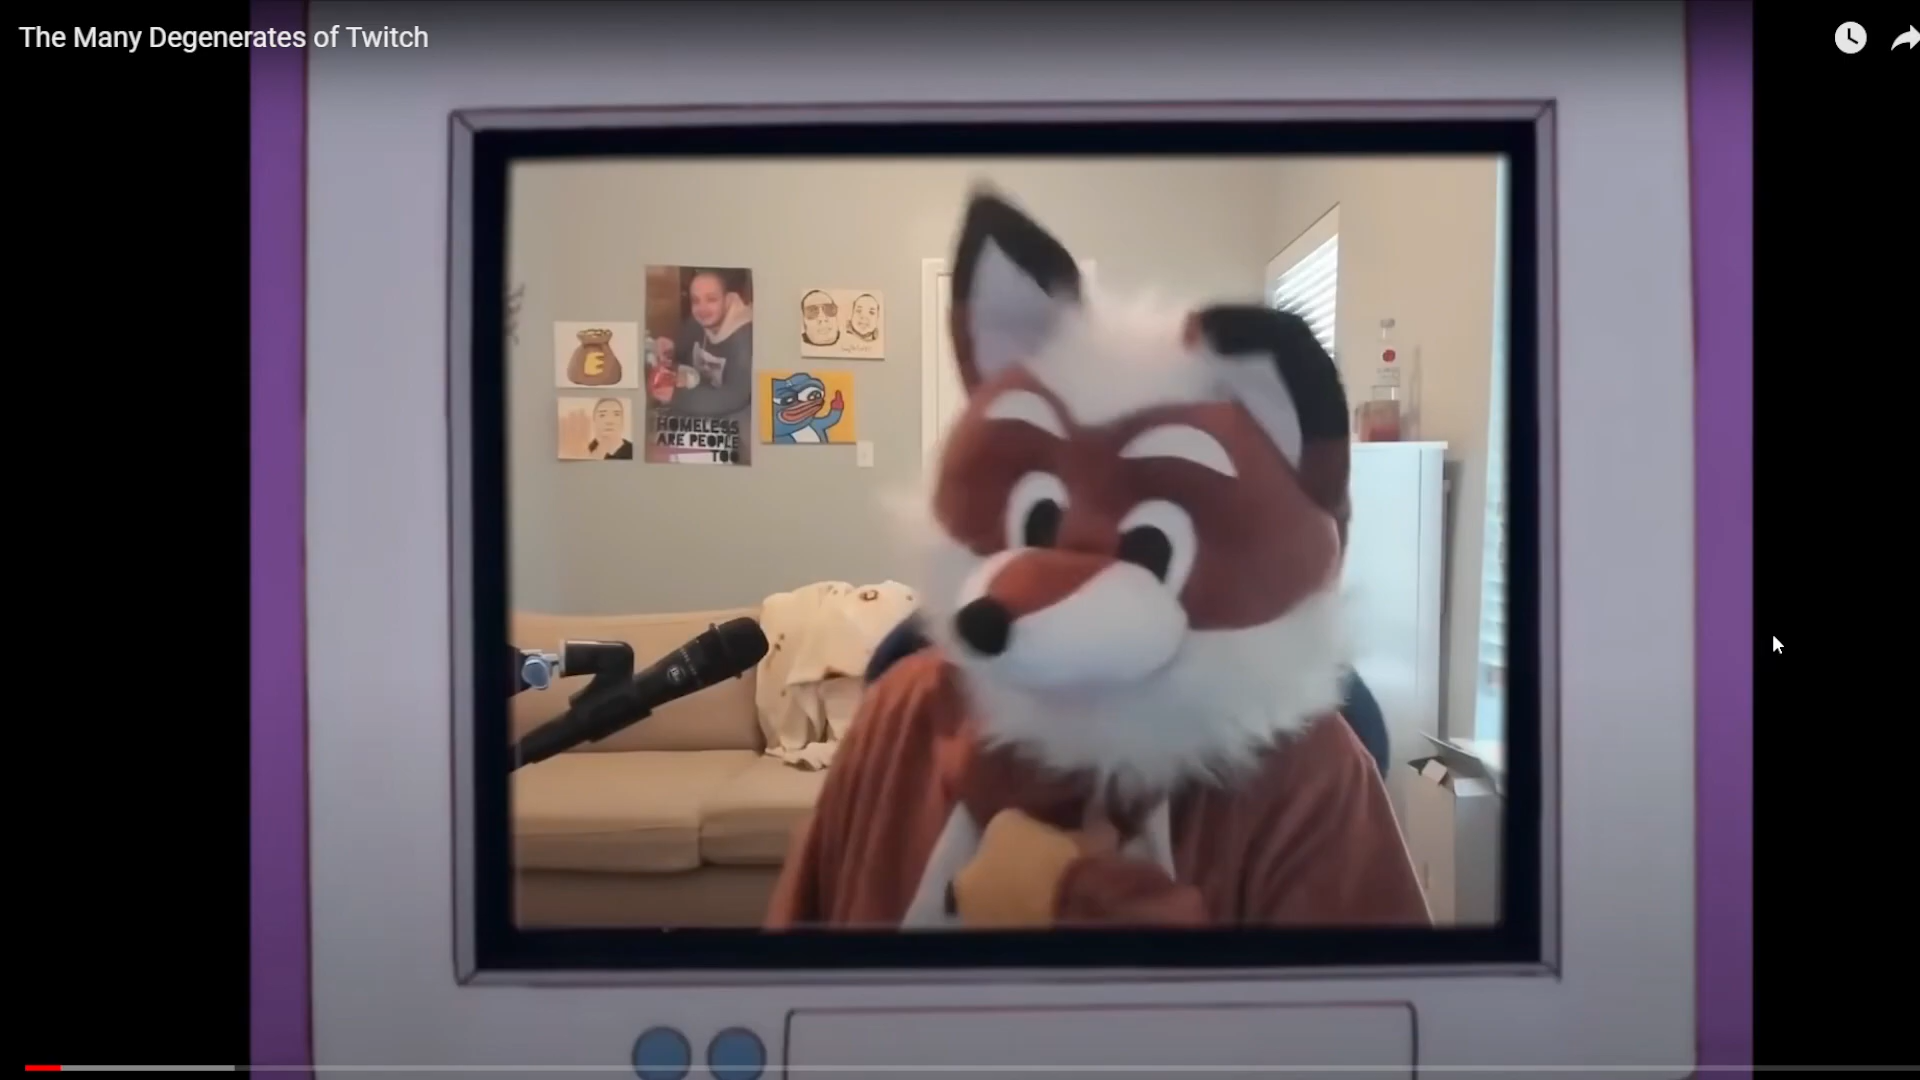 The Many Degenerates of Twitch
E
HOMELESS
ARE PEOPLE
TOO